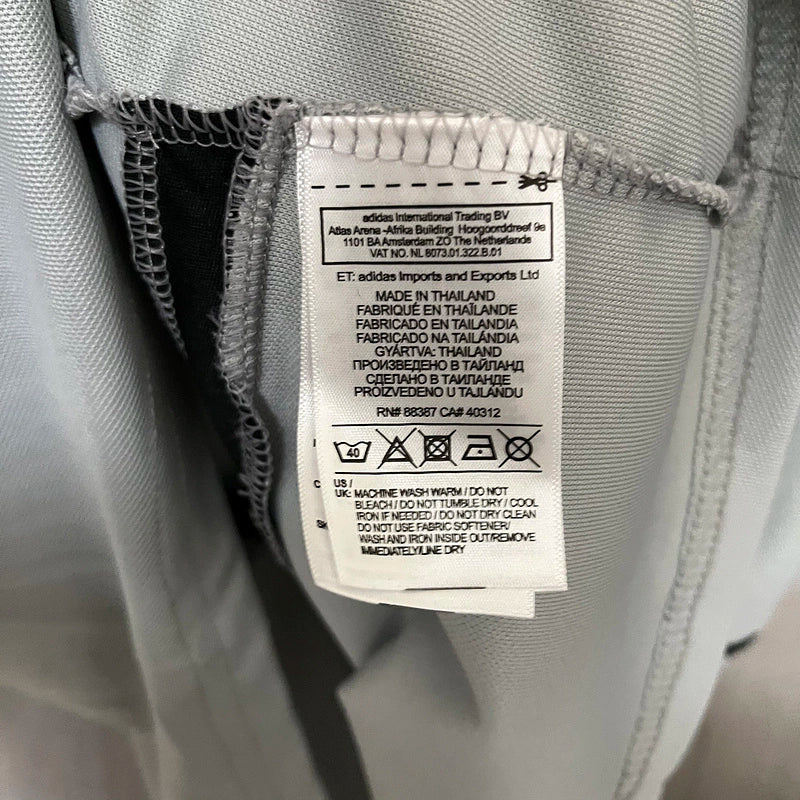 adidas International Trading BV
Atlas Arena -Afrika Building Hoogoorddreef 9a
1101 BA Amsterdam ZO The Netherlands
VAT NO. NL 8073.01.322.B.01
ET: adidas Imports and Exports Ltd
MADE IN THAILAND
FABRIQUÉ EN THAÏLANDE
FABRICADO EN TAILANDIA
FABRICADO NA TAILÂNDIA
GYÁRTVA: THAILAND
ПРОИЗВЕДЕНО В ТАЙЛАНД
СДЕЛАНО В ТАИЛАНДЕ
PROIZVEDENO U TAJLANDU
RN# 88387 CA# 40312
40
US /
UK: MACHINE WASH WARM / DO NOT
BLEACH / DO NOT TUMBLE DRY / COOL
IRON IF NEEDED / DO NOT DRY CLEAN
DO NOT USE FABRIC SOFTENER/
WASH AND IRON INSIDE OUT/REMOVE
IMMEDIATELY/LINE DRY